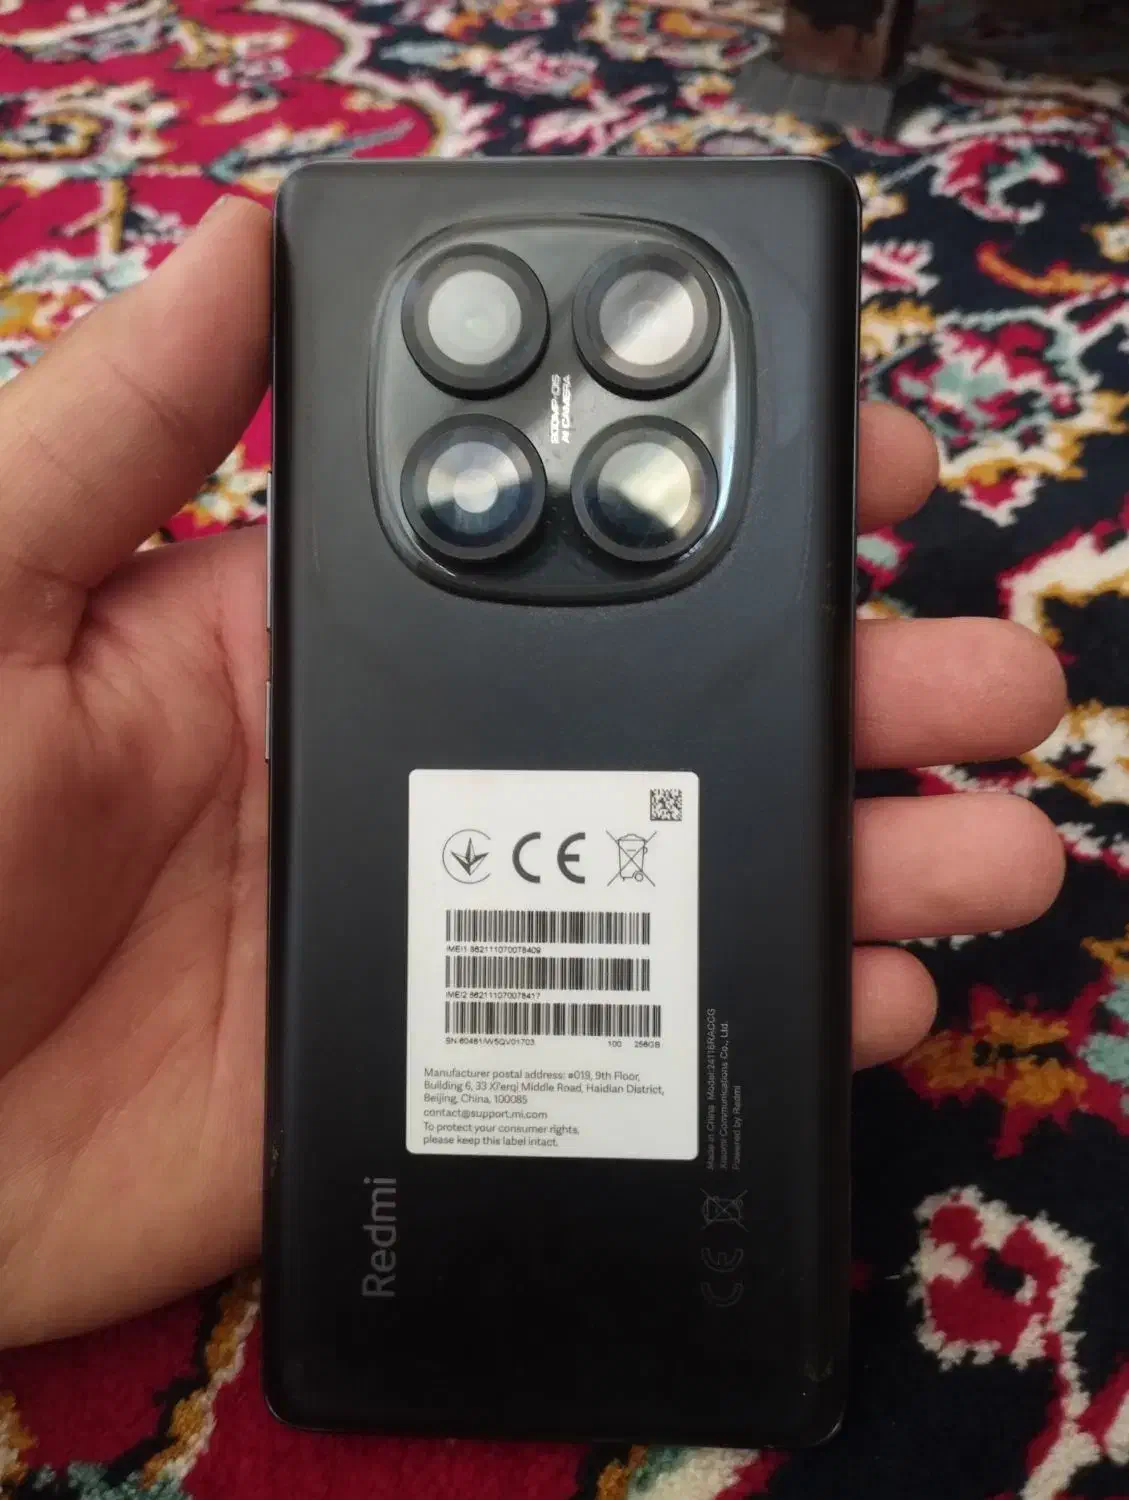 200MP OIS
AI CAMERA
CE
IMEI1 862111070078409
IMEI2 862111070078417
SN:60461/W5QV01703 100 256GB
Manufacturer postal address: #019, 9th Floor,
Building 6, 33 Xi'erqi Middle Road, Haidian District,
Beijing, China, 100085
contact@support.mi.com
To protect your consumer rights,
please keep this label intact.
Made in China Model:24116RACCG
Xiaomi Communications Co., Ltd.
Powered by Redmi
CE
Redmi